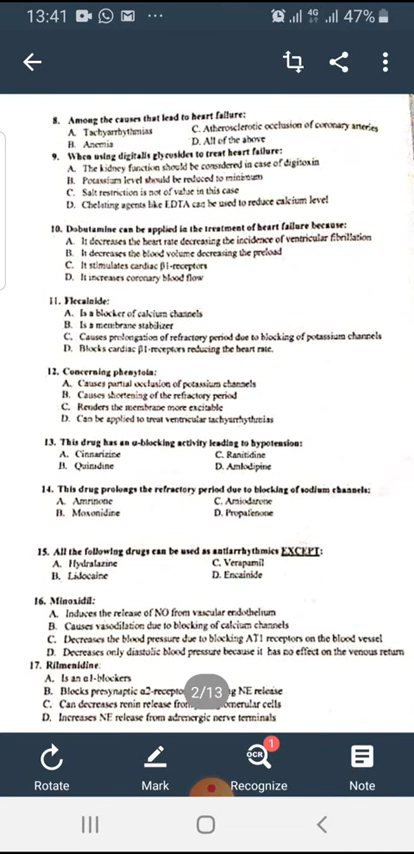 13:41 ... 4G 47%
8. Among the causes that lead to heart failure:
A. Tachyarrhythmias C. Atherosclerotic occlusion of coronary arteries
B. Anemia D. All of the above
9. When using digitalis glycosides to treat heart failure:
A. The kidney function should be considered in case of digitoxin
B. Potassium level should be reduced to minimum
C. Salt restriction is not of value in this case
D. Chelating agents like EDTA can be used to reduce calcium level
10. Dobutamine can be applied in the treatment of heart failure because:
A. It decreases the heart rate decreasing the incidence of ventricular fibrillation
B. It decreases the blood volume decreasing the preload
C. It stimulates cardiac β1-receptors
D. It increases coronary blood flow
11. Flecainide:
A. Is a blocker of calcium channels
B. Is a membrane stabilizer
C. Causes prolongation of refractory period due to blocking of potassium channels
D. Blocks cardiac β1-receptors reducing the heart rate.
12. Concerning phenytoin:
A. Causes partial occlusion of potassium channels
B. Causes shortening of the refractory period
C. Renders the membrane more excitable
D. Can be applied to treat ventricular tachyarrhythmias
13. This drug has an α-blocking activity leading to hypotension:
A. Cinnarizine C. Ranitidine
B. Quinidine D. Amlodipine
14. This drug prolongs the refractory period due to blocking of sodium channels:
A. Amrinone C. Amiodarone
B. Moxonidine D. Propafenone
15. All the following drugs can be used as antiarrhythmics EXCEPT:
A. Hydralazine C. Verapamil
B. Lidocaine D. Encainide
16. Minoxidil:
A. Induces the release of NO from vascular endothelium
B. Causes vasodilation due to blocking of calcium channels
C. Decreases the blood pressure due to blocking AT1 receptors on the blood vessel
D. Decreases only diastolic blood pressure because it has no effect on the venous return
17. Rilmenidine:
A. Is an α1-blockers
B. Blocks presynaptic α2-recepto 2/13 g NE release
C. Can decreases renin release from omerular cells
D. Increases NE release from adrenergic nerve terminals
OCR 1
Rotate Mark Recognize Note